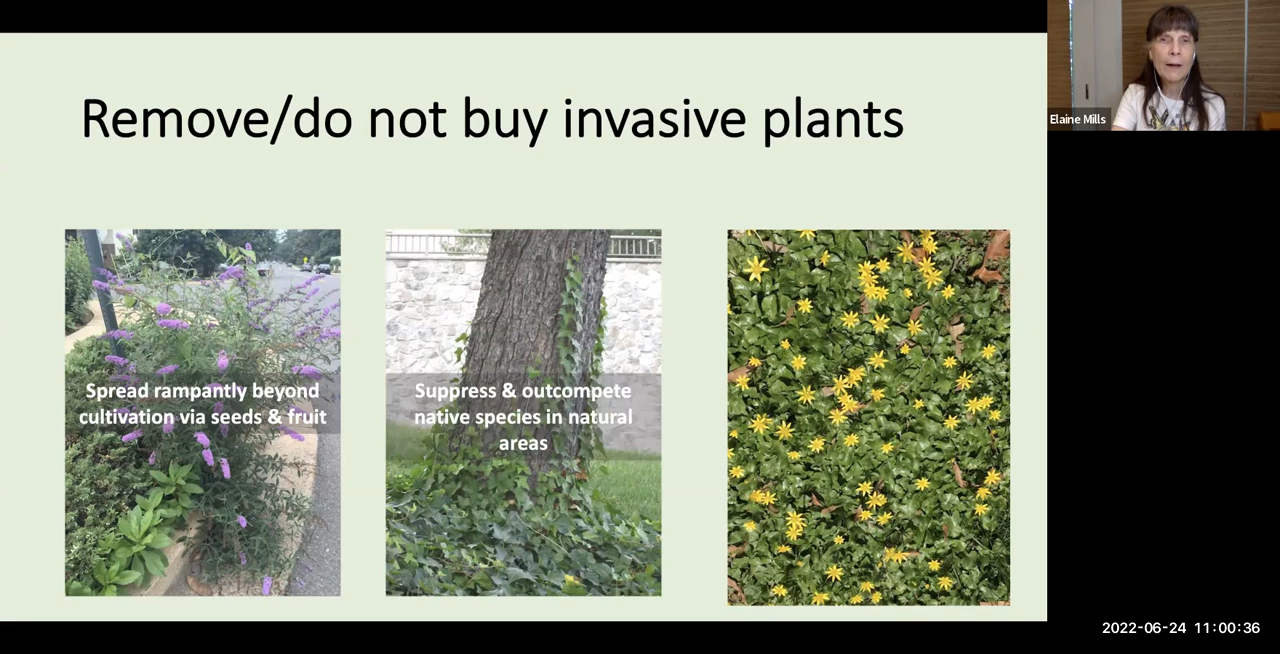 Remove/do not buy invasive plants
Spread rampantly beyond
cultivation via seeds & fruit
Suppress & outcompete
native species in natural
areas
Elaine Mills
2022-06-24 11:00:36